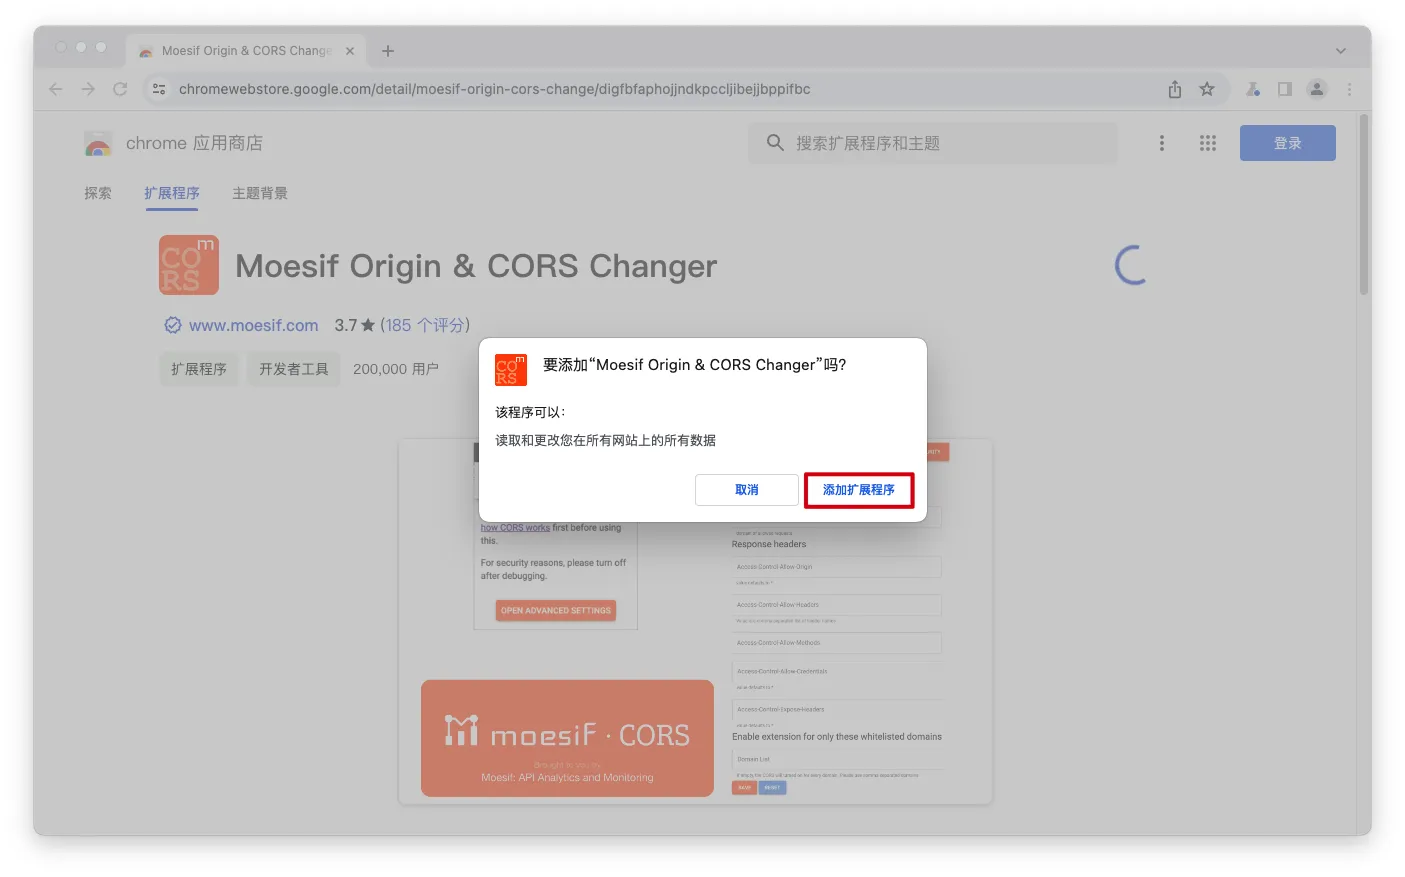 Moesif Origin & CORS Change
chromewebstore.google.com/detail/moesif-origin-cors-change/digfbfaphojjndkpccljibejjbppifbc
chrome 应用商店
搜索扩展程序和主题
登录
探索
扩展程序
主题背景
CORS m
Moesif Origin & CORS Changer
www.moesif.com
3.7★ (185 个评分)
扩展程序
开发者工具
200,000 用户
CORS m
要添加“Moesif Origin & CORS Changer”吗?
该程序可以:
读取和更改您在所有网站上的所有数据
取消
添加扩展程序
how CORS works first before using
this.
For security reasons, please turn off
after debugging.
OPEN ADVANCED SETTINGS
moesif · CORS
Brought to you by
Moesif: API Analytics and Monitoring
Response headers
Access-Control-Allow-Origin
Access-Control-Allow-Headers
Access-Control-Allow-Methods
Access-Control-Allow-Credentials
Access-Control-Expose-Headers
Enable extension for only these whitelisted domains
Domain List
SAVE
RESET